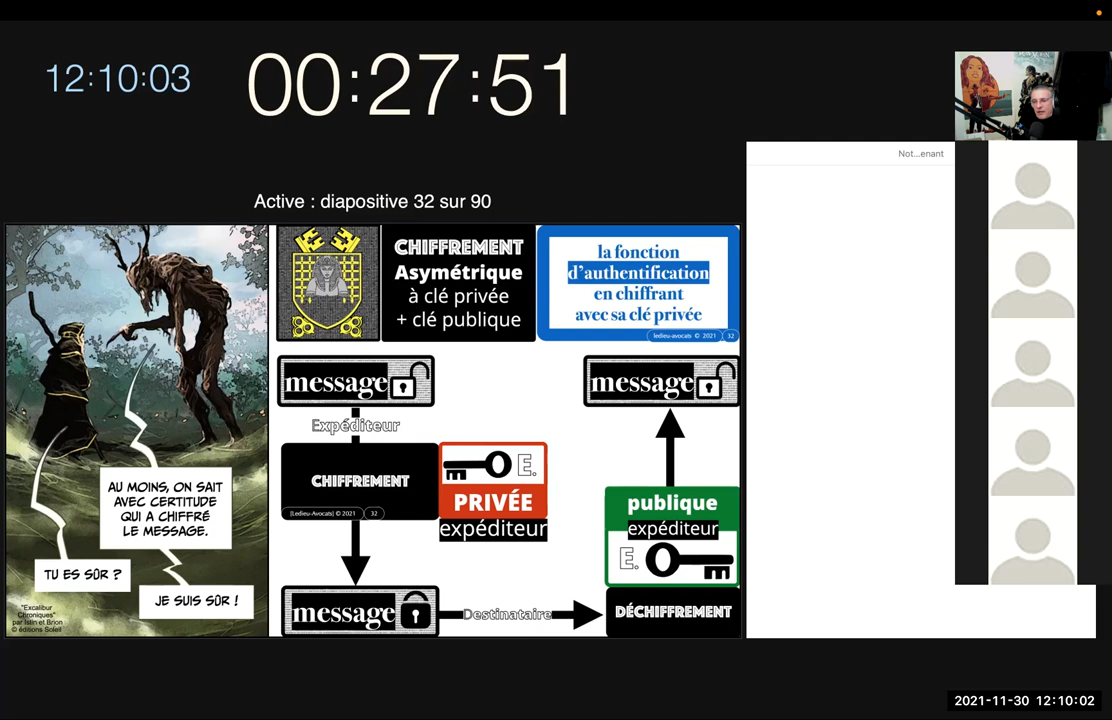 12:10:03
00:27:51
Not...enant
Active : diapositive 32 sur 90
CHIFFREMENT
Asymétrique
à clé privée
+ clé publique
la fonction
d'authentification
en chiffrant
avec sa clé privée
ledieu-avocats © 2021 32
message
Expéditeur
CHIFFREMENT
[Ledieu-Avocats] © 2021 32
E.
PRIVÉE
expéditeur
message
Destinataire
DÉCHIFFREMENT
publique
expéditeur
E.
message
AU MOINS, ON SAIT
AVEC CERTITUDE
QUI A CHIFFRÉ
LE MESSAGE.
TU ES SÛR ?
JE SUIS SÛR !
"Excalibur
Chroniques"
par Istin et Brion
© éditions Soleil
2021-11-30 12:10:02